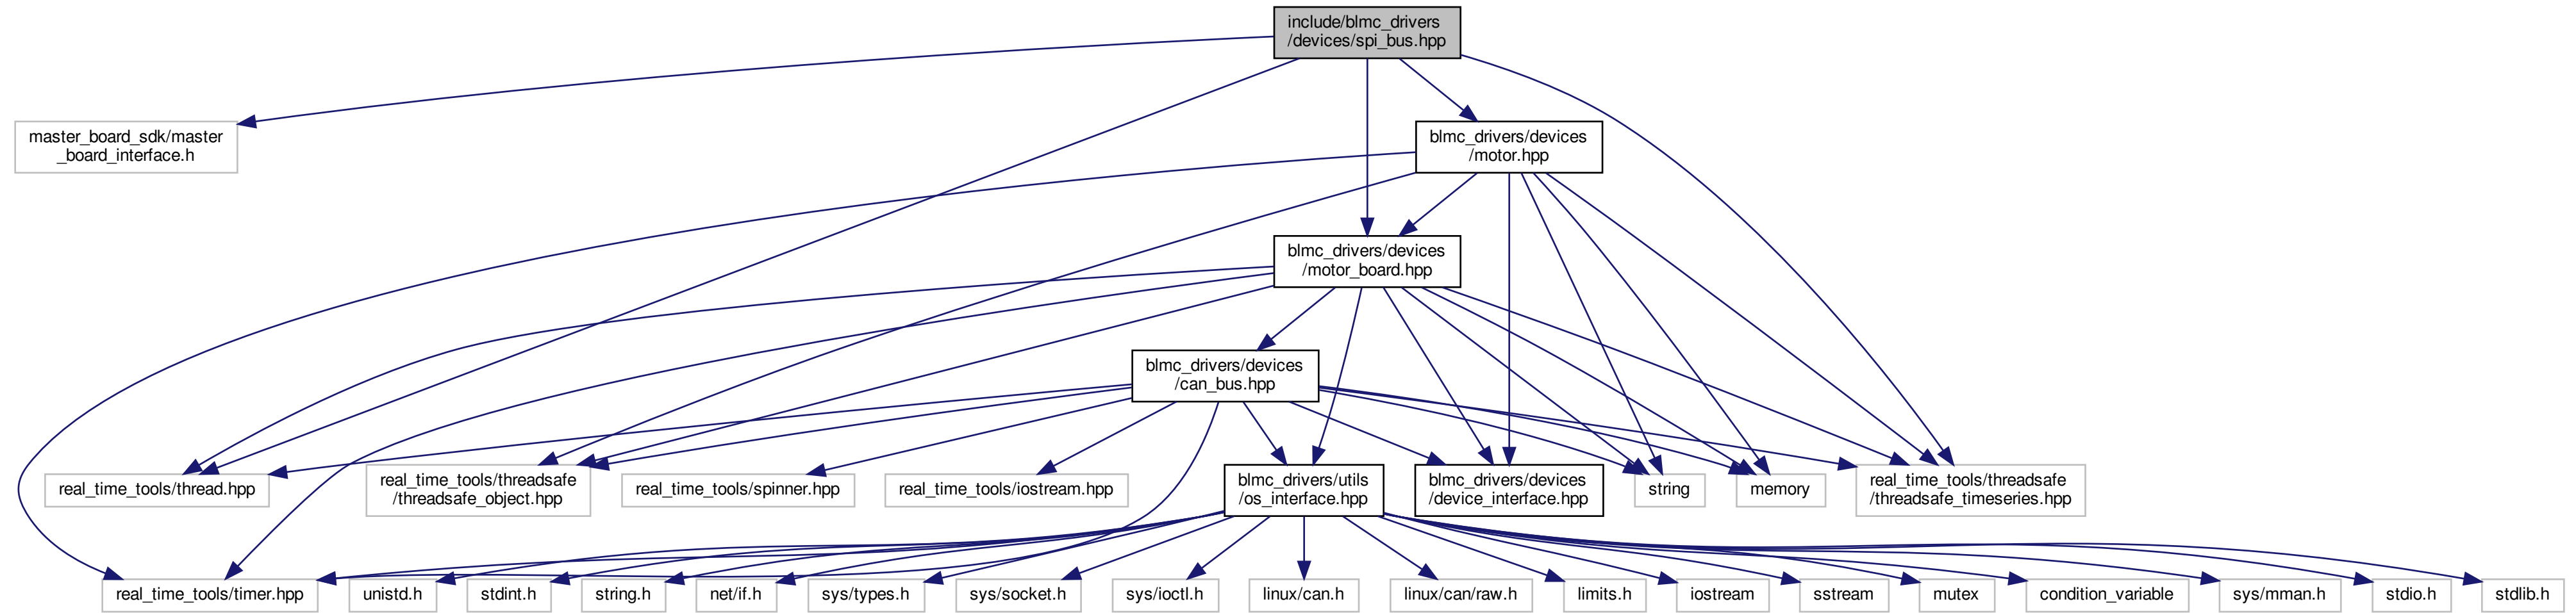 include/blmc_drivers
/devices/spi_bus.hpp
master_board_sdk/master
_board_interface.h
blmc_drivers/devices
/motor.hpp
blmc_drivers/devices
/motor_board.hpp
blmc_drivers/devices
/can_bus.hpp
real_time_tools/thread.hpp
real_time_tools/threadsafe
/threadsafe_object.hpp
real_time_tools/spinner.hpp
real_time_tools/iostream.hpp
blmc_drivers/utils
/os_interface.hpp
blmc_drivers/devices
/device_interface.hpp
string
memory
real_time_tools/threadsafe
/threadsafe_timeseries.hpp
real_time_tools/timer.hpp
unistd.h
stdint.h
string.h
net/if.h
sys/types.h
sys/socket.h
sys/ioctl.h
linux/can.h
linux/can/raw.h
limits.h
iostream
sstream
mutex
condition_variable
sys/mman.h
stdio.h
stdlib.h